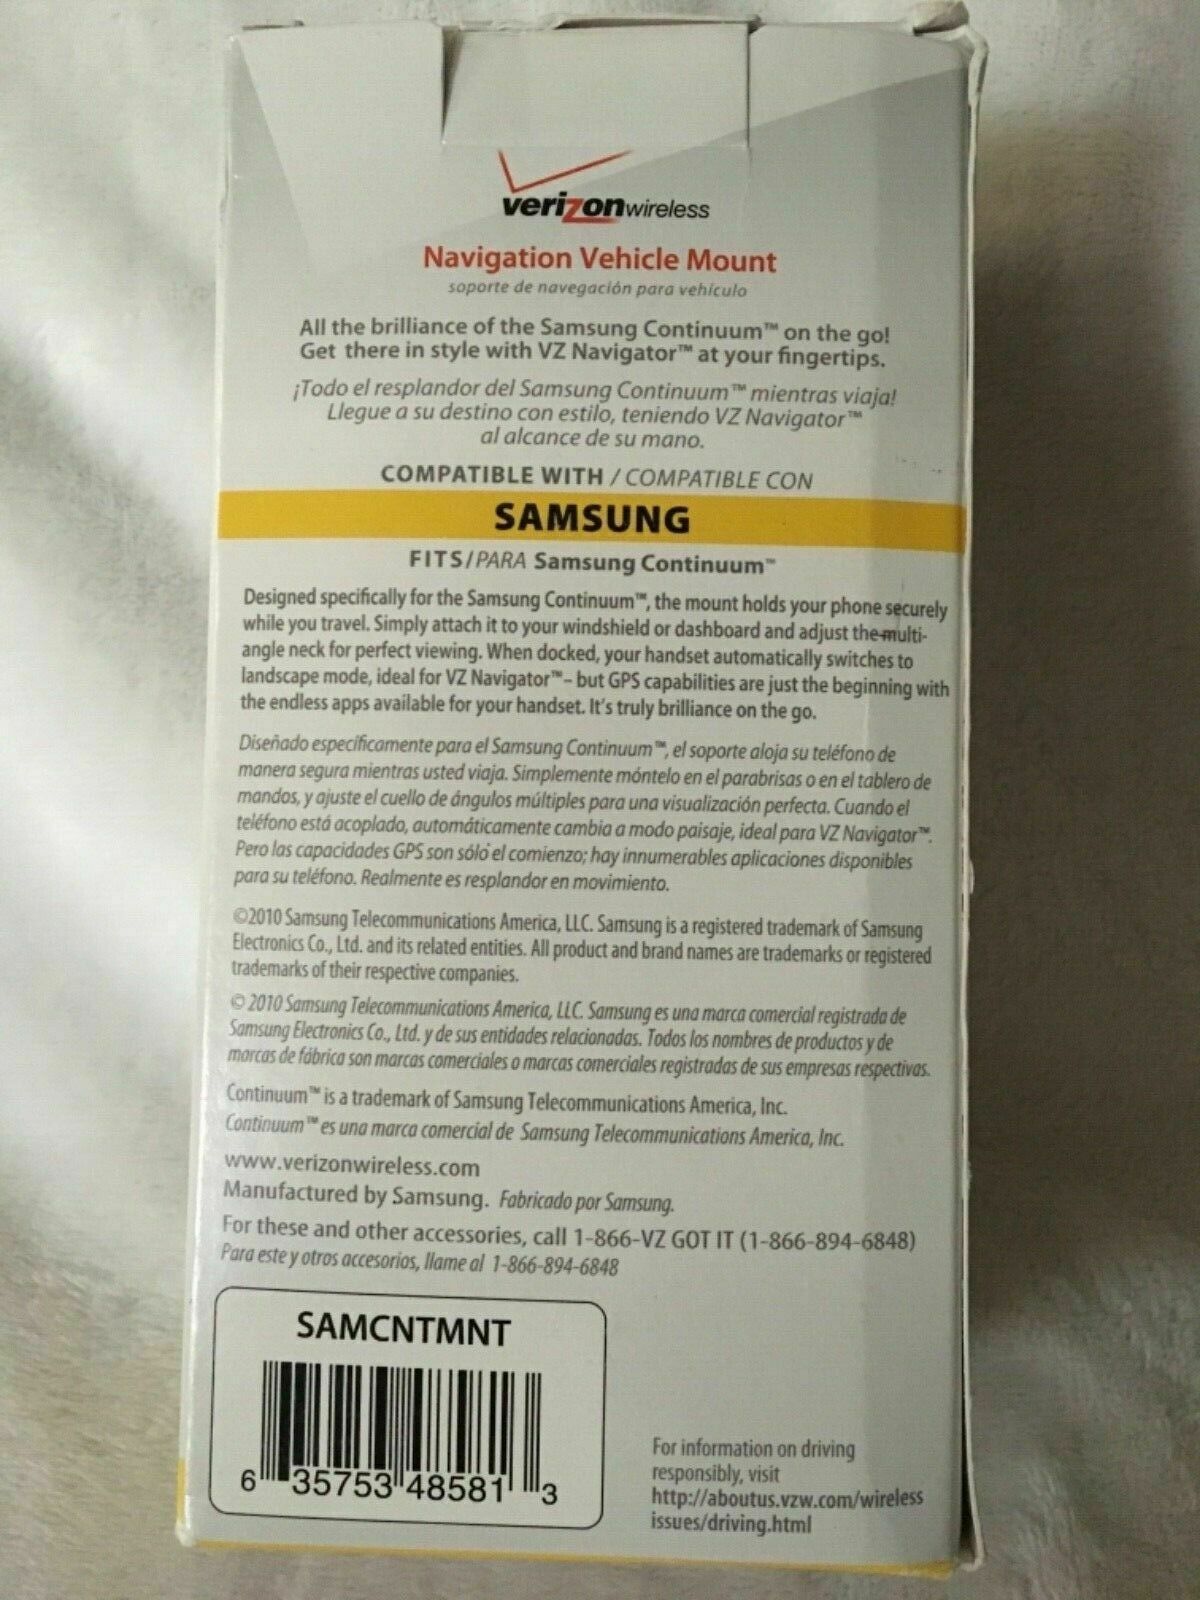 verizonwireless
Navigation Vehicle Mount
soporte de navegación para vehículo
All the brilliance of the Samsung Continuum™ on the go!
Get there in style with VZ Navigator™ at your fingertips.
¡Todo el resplandor del Samsung Continuum™ mientras viaja!
Llegue a su destino con estilo, teniendo VZ Navigator™
al alcance de su mano.
COMPATIBLE WITH / COMPATIBLE CON
SAMSUNG
FITS/PARA Samsung Continuum™
Designed specifically for the Samsung Continuum™, the mount holds your phone securely
while you travel. Simply attach it to your windshield or dashboard and adjust the multi-
angle neck for perfect viewing. When docked, your handset automatically switches to
landscape mode, ideal for VZ Navigator™– but GPS capabilities are just the beginning with
the endless apps available for your handset. It's truly brilliance on the go.
Diseñado específicamente para el Samsung Continuum™, el soporte aloja su teléfono de
manera segura mientras usted viaja. Simplemente móntelo en el parabrisas o en el tablero de
mandos, y ajuste el cuello de ángulos múltiples para una visualización perfecta. Cuando el
teléfono está acoplado, automáticamente cambia a modo paisaje, ideal para VZ Navigator™.
Pero las capacidades GPS son sólo el comienzo; hay innumerables aplicaciones disponibles
para su teléfono. Realmente es resplandor en movimiento.
©2010 Samsung Telecommunications America, LLC. Samsung is a registered trademark of Samsung
Electronics Co., Ltd. and its related entities. All product and brand names are trademarks or registered
trademarks of their respective companies.
© 2010 Samsung Telecommunications America, LLC. Samsung es una marca comercial registrada de
Samsung Electronics Co., Ltd. y de sus entidades relacionadas. Todos los nombres de productos y de
marcas de fábrica son marcas comerciales o marcas comerciales registradas de sus empresas respectivas.
Continuum™ is a trademark of Samsung Telecommunications America, Inc.
Continuum™ es una marca comercial de Samsung Telecommunications America, Inc.
www.verizonwireless.com
Manufactured by Samsung. Fabricado por Samsung.
For these and other accessories, call 1-866-VZ GOT IT (1-866-894-6848)
Para este y otros accesorios, llame al 1-866-894-6848
SAMCNTMNT
6 35753 48581 3
For information on driving
responsibly, visit
http://aboutus.vzw.com/wireless
issues/driving.html